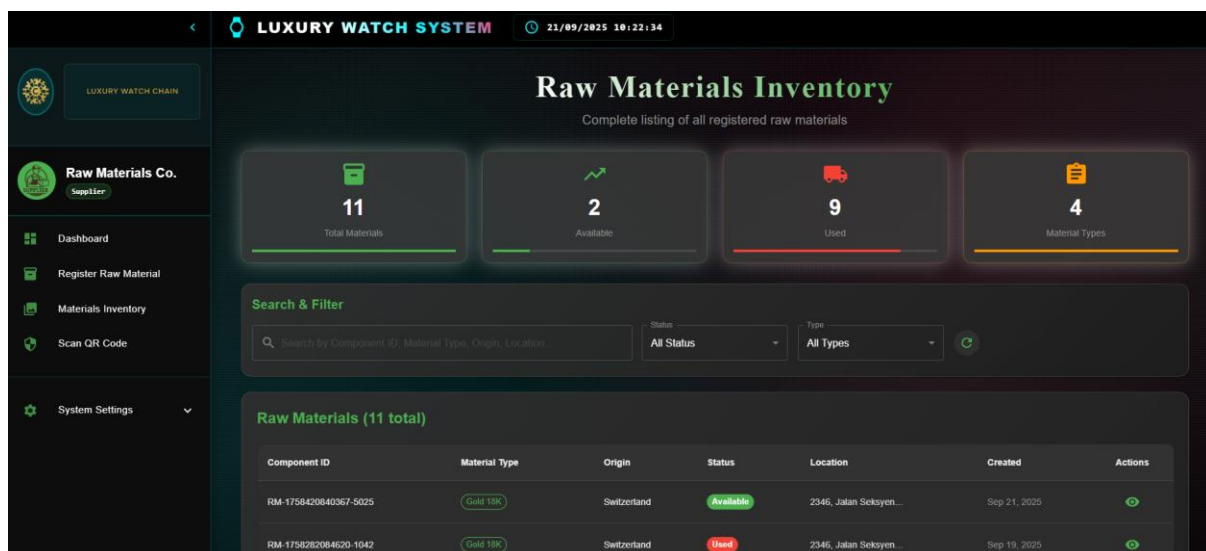 LUXURY WATCH SYSTEM 21/09/2025 10:22:34
LUXURY WATCH CHAIN
Raw Materials Co.
Supplier
Dashboard
Register Raw Material
Materials Inventory
Scan QR Code
System Settings
Raw Materials Inventory
Complete listing of all registered raw materials
11 2 9 4
Total Materials Available Used Material Types
Search & Filter
Status Type
Search by Component ID, Material Type, Origin, Location... All Status All Types
Raw Materials (11 total)
Component ID Material Type Origin Status Location Created Actions
RM-1758420840367-5025 Gold 18K Switzerland Available 2346, Jalan Seksyen... Sep 21, 2025
RM-1758282084620-1042 Gold 18K Switzerland Used 2346, Jalan Seksyen... Sep 19, 2025